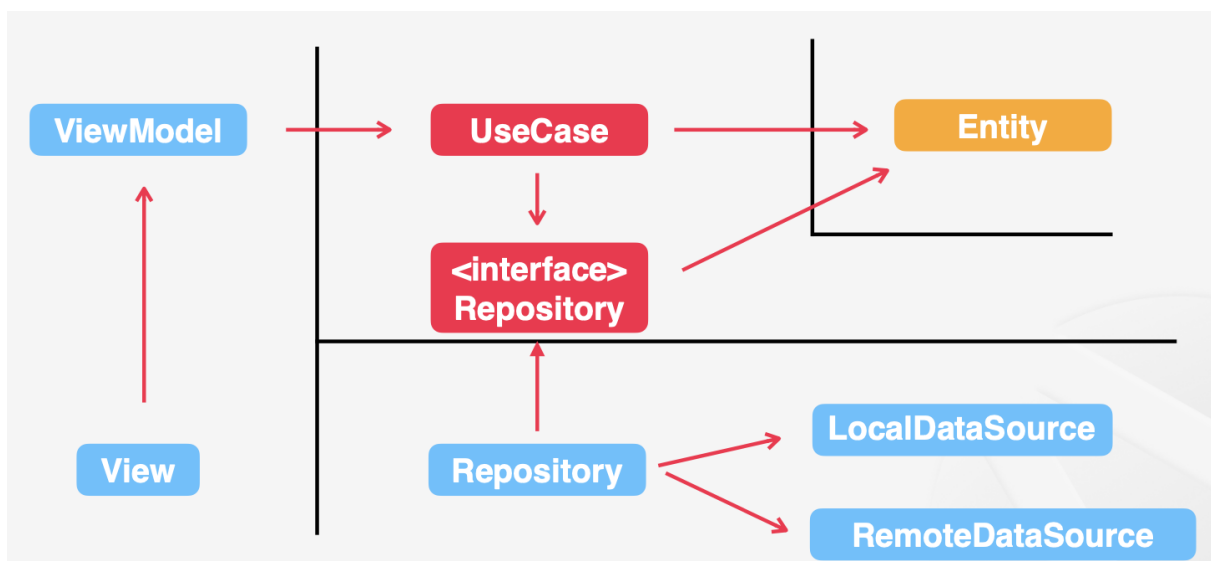 ViewModel
UseCase
Entity
<interface>
Repository
View
Repository
LocalDataSource
RemoteDataSource